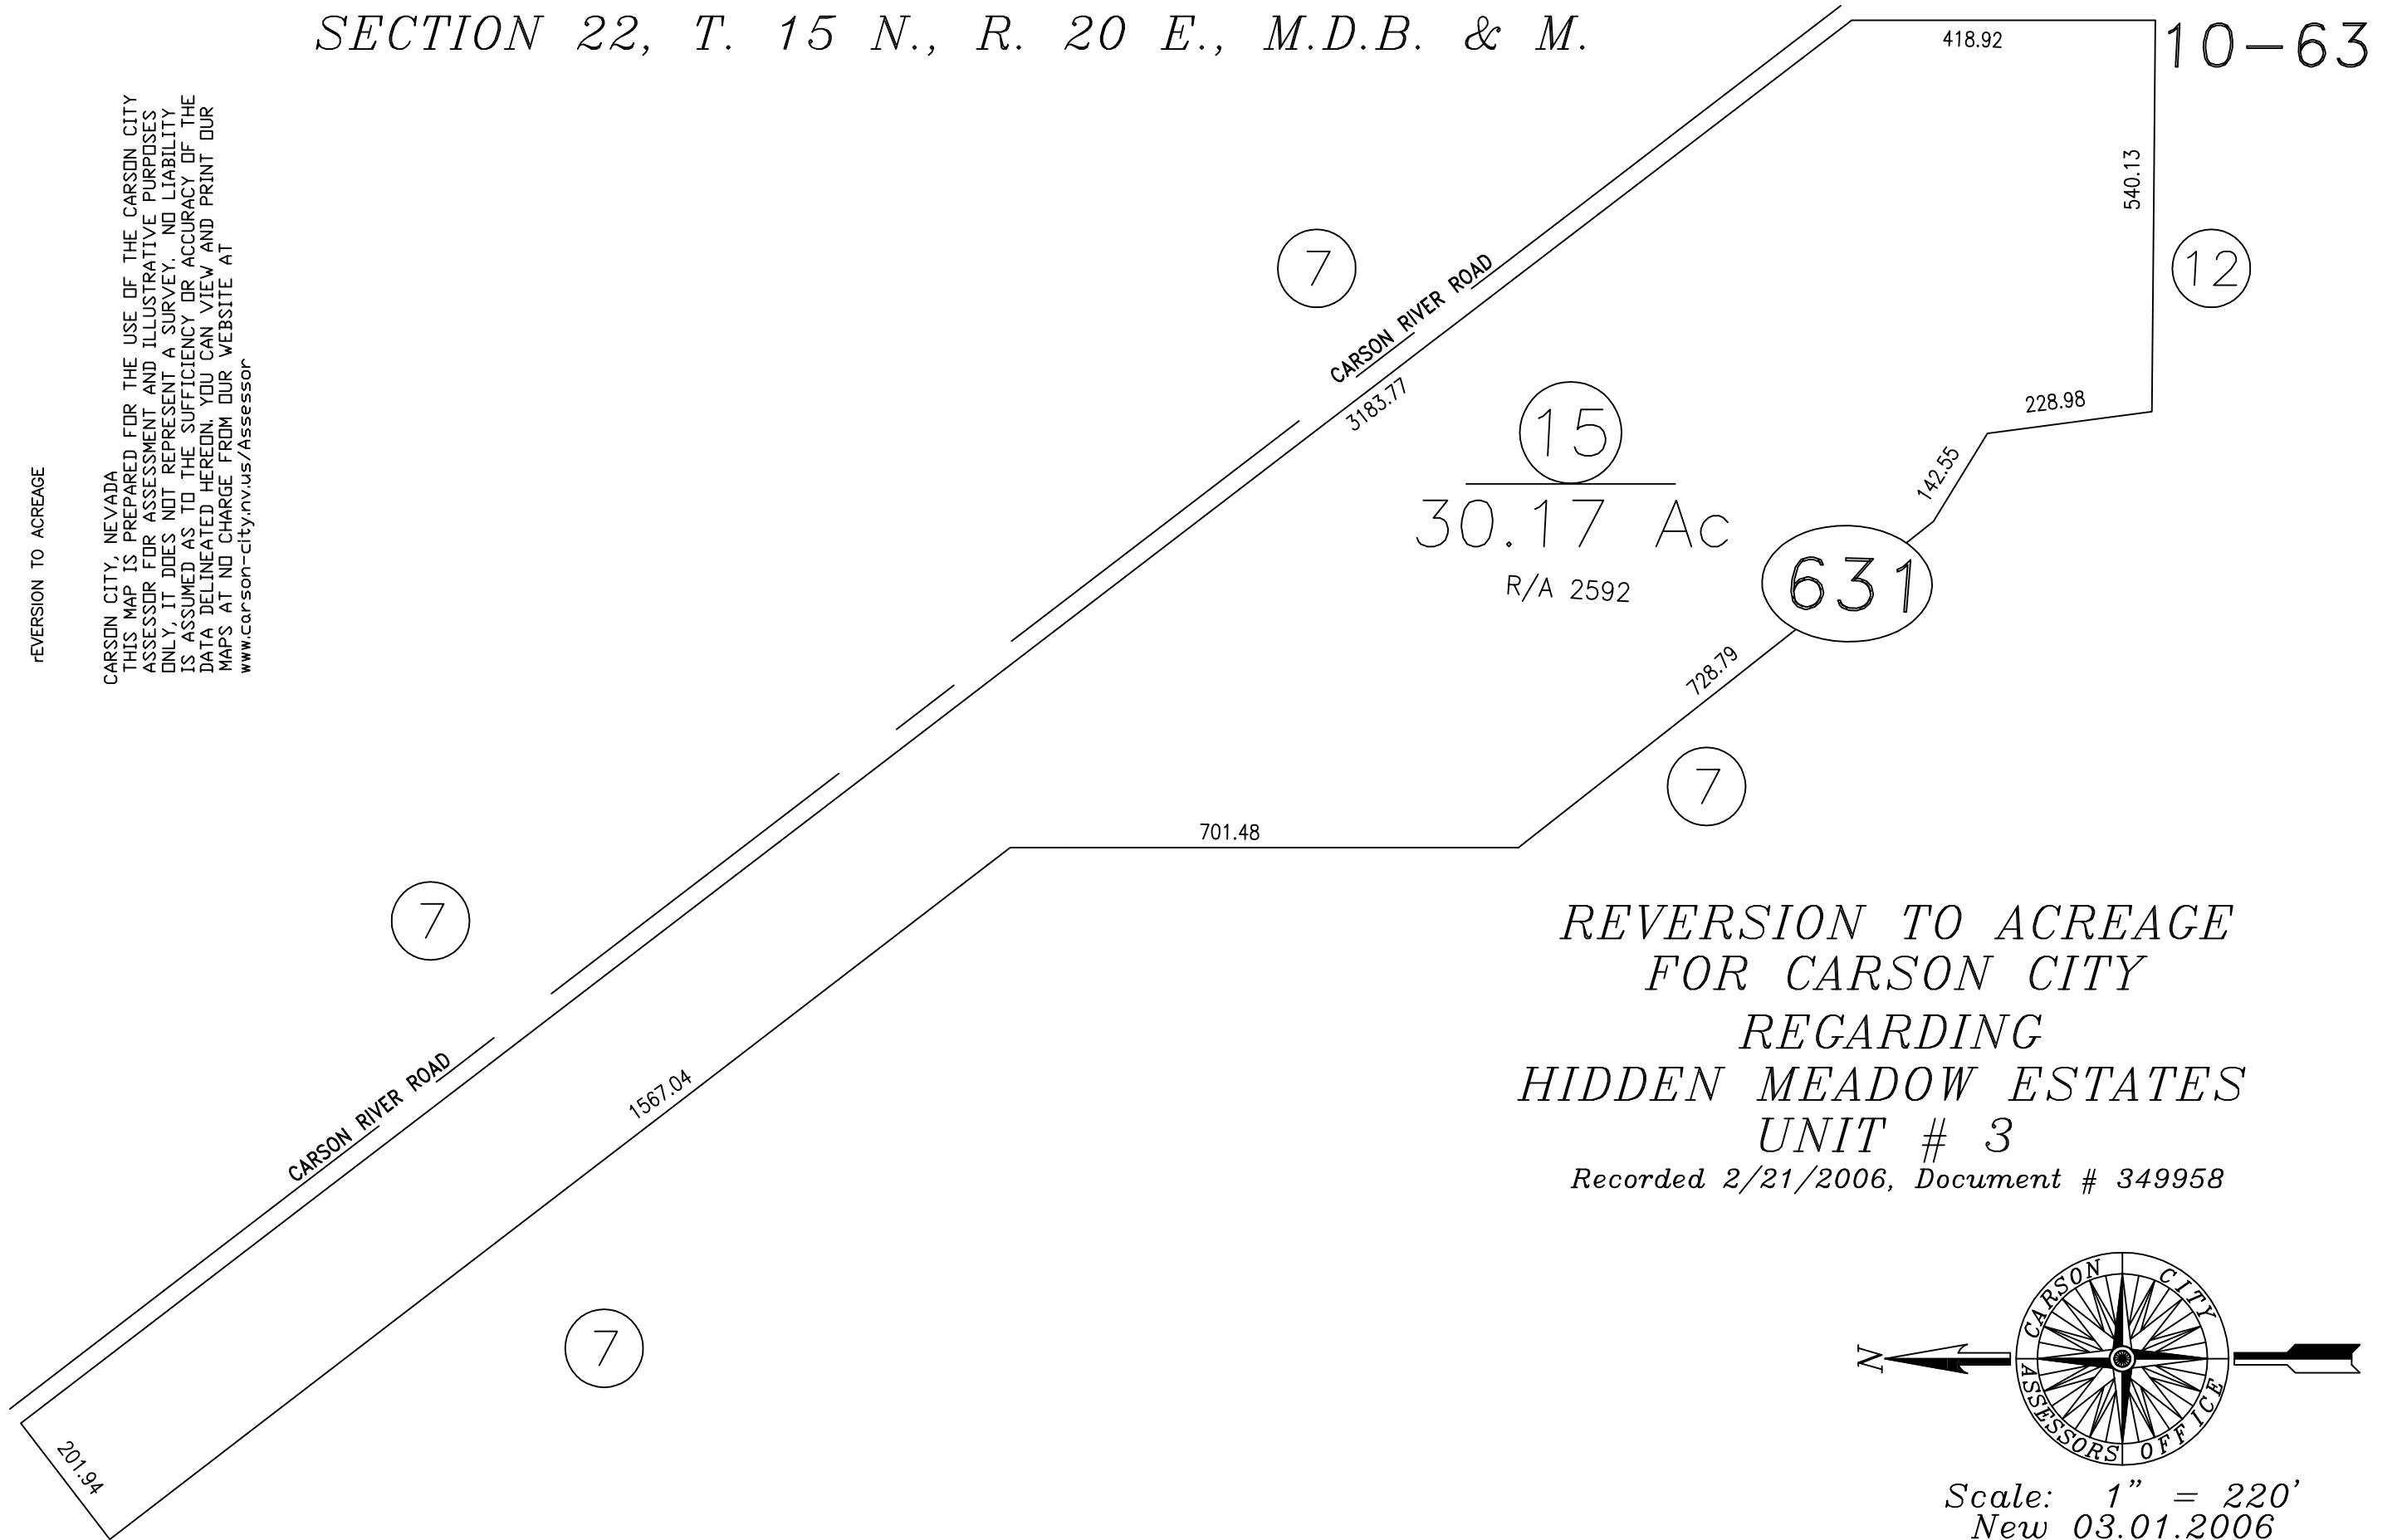 SECTION 22, T. 15 N., R. 20 E., M.D.B. & M.
10-63
rEVERSION TO ACREAGE
CARSON CITY, NEVADA
THIS MAP IS PREPARED FOR THE USE OF THE CARSON CITY
ASSESSOR FOR ASSESSMENT AND ILLUSTRATIVE PURPOSES
ONLY, IT DOES NOT REPRESENT A SURVEY. NO LIABILITY
IS ASSUMED AS TO THE SUFFICIENCY OR ACCURACY OF THE
DATA DELINEATED HEREON. YOU CAN VIEW AND PRINT OUR
MAPS AT NO CHARGE FROM OUR WEBSITE AT
www.carson-city.nv.us/Assessor
418.92
540.13
7
12
CARSON RIVER ROAD
3183.77
15
30.17 Ac
R/A 2592
228.98
142.55
631
728.79
7
701.48
7
CARSON RIVER ROAD
1567.04
7
201.94
REVERSION TO ACREAGE
FOR CARSON CITY
REGARDING
HIDDEN MEADOW ESTATES
UNIT # 3
Recorded 2/21/2006, Document # 349958
N
CARSON CITY
ASSESSORS OFFICE
Scale: 1" = 220'
New 03.01.2006